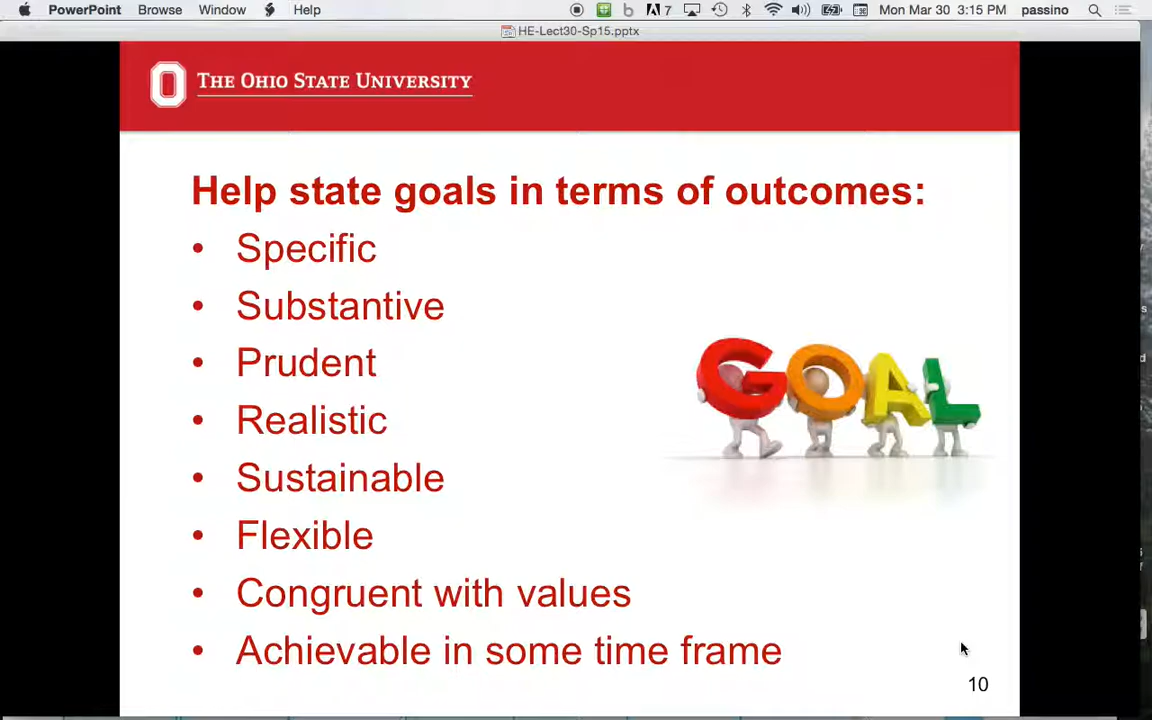 PowerPoint Browse Window Help 7 Mon Mar 30 3:15 PM passino
HE-Lect30-Sp15.pptx
THE OHIO STATE UNIVERSITY
Help state goals in terms of outcomes:
• Specific
• Substantive
• Prudent
• Realistic
• Sustainable
• Flexible
• Congruent with values
• Achievable in some time frame
GOAL
10